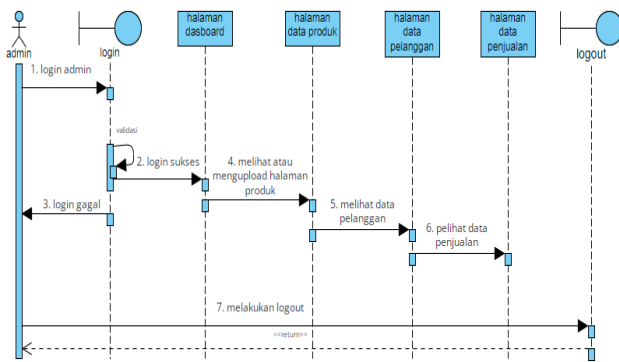 admin
login
halaman
dasboard
halaman
data produk
halaman
data
pelanggan
halaman
data
penjualan
logout
1. login admin
validasi
2. login sukses
3. login gagal
4. melihat atau
mengupload halaman
produk
5. melihat data
pelanggan
6. pelihat data
penjualan
7. melakukan logout
<<return>>